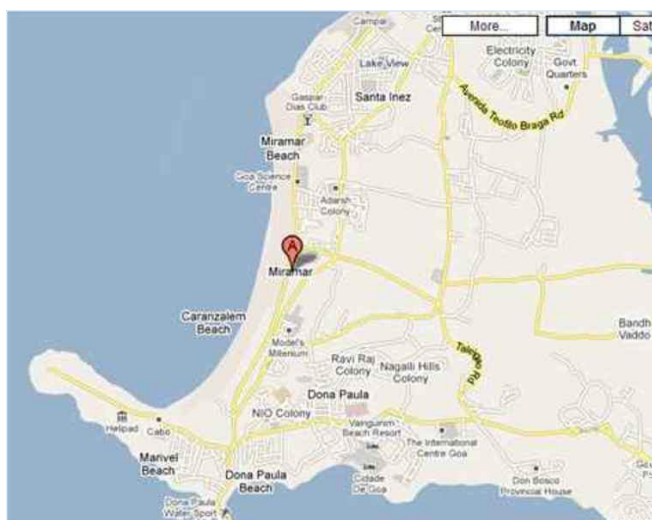 Campal
More...
Map
Sat
Electricity
Colony
Lake View
Govt.
Quarters
Gaspar
Dias Club
Santa Inez
Avenida Teofilo Braga Rd
Miramar
Beach
Goa Science
Centre
Adarsh
Colony
A
Miramar
Caranzalem
Beach
Model's
Millenium
Bandh
Vaddo
Ravi Raj
Colony
Nagalli Hills
Colony
Taleigao Rd
Dona Paula
NIO Colony
Vainguinim
Beach Resort
Helipad
Cabo
The International
Centre Goa
Marivel
Beach
Dona Paula
Beach
Cidade
De Goa
Don Bosco
Provincial House
Dona Paula
Water Sport